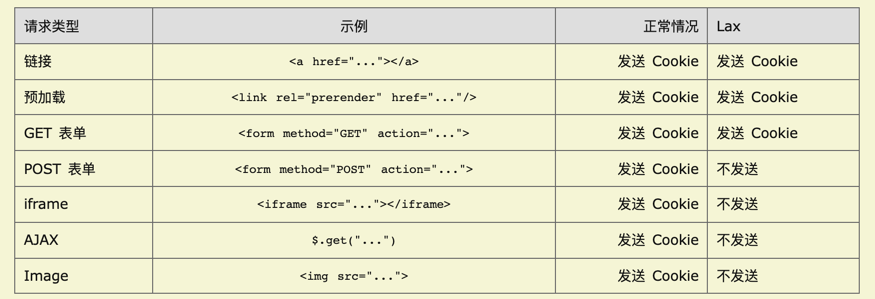 请求类型 示例 正常情况 Lax
链接 <a href="..."></a> 发送 Cookie 发送 Cookie
预加载 <link rel="prerender" href="..."/> 发送 Cookie 发送 Cookie
GET 表单 <form method="GET" action="..."> 发送 Cookie 发送 Cookie
POST 表单 <form method="POST" action="..."> 发送 Cookie 不发送
iframe <iframe src="..."></iframe> 发送 Cookie 不发送
AJAX $.get("...") 发送 Cookie 不发送
Image <img src="..."> 发送 Cookie 不发送